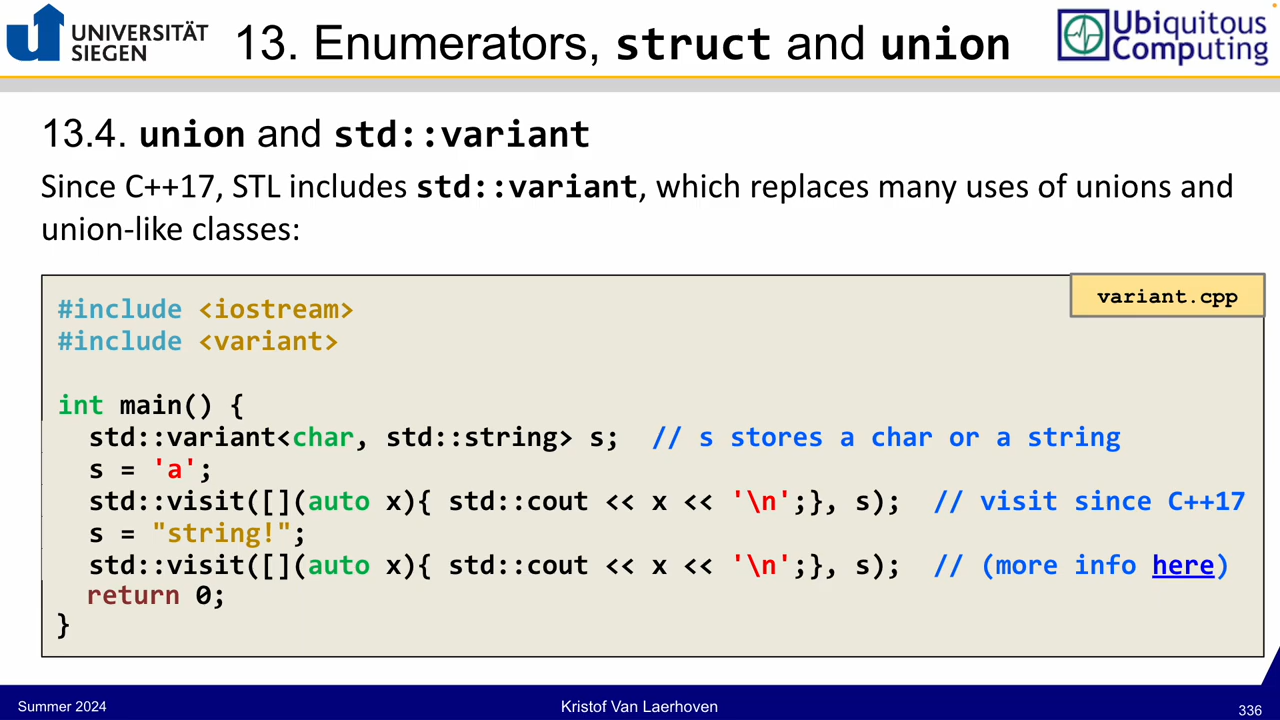 UNIVERSITÄT
SIEGEN
13. Enumerators, struct and union
Ubiquitous
Computing
13.4. union and std::variant
Since C++17, STL includes std::variant, which replaces many uses of unions and
union-like classes:
variant.cpp
#include <iostream>
#include <variant>
int main() {
  std::variant<char, std::string> s;  // s stores a char or a string
  s = 'a';
  std::visit([](auto x){ std::cout << x << '\n';}, s);  // visit since C++17
  s = "string!";
  std::visit([](auto x){ std::cout << x << '\n';}, s);  // (more info here)
  return 0;
}
Summer 2024
Kristof Van Laerhoven
336